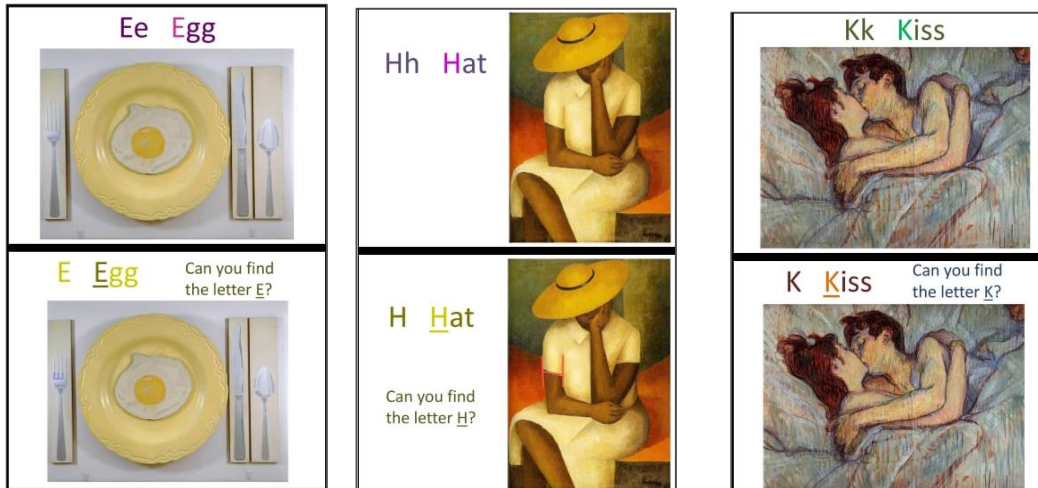 Ee Egg
E Egg
Can you find
the letter E?
E
Hh Hat
H Hat
Can you find
the letter H?
Kk Kiss
K Kiss
Can you find
the letter K?